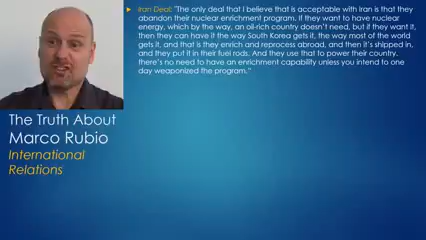 Iran Deal: "The only deal that I believe that is acceptable with Iran is that they
abandon their nuclear enrichment program. If they want to have nuclear
energy, which by the way, an oil-rich country doesn't need, but if they want it,
then they can have it the way South Korea gets it, the way most of the world
gets it, and that is they enrich and reprocess abroad, and then it's shipped in,
and they put it in their fuel rods. And they use that to power their country.
there's no need to have an enrichment capability unless you intend to one
day weaponized the program."
The Truth About
Marco Rubio
International
Relations